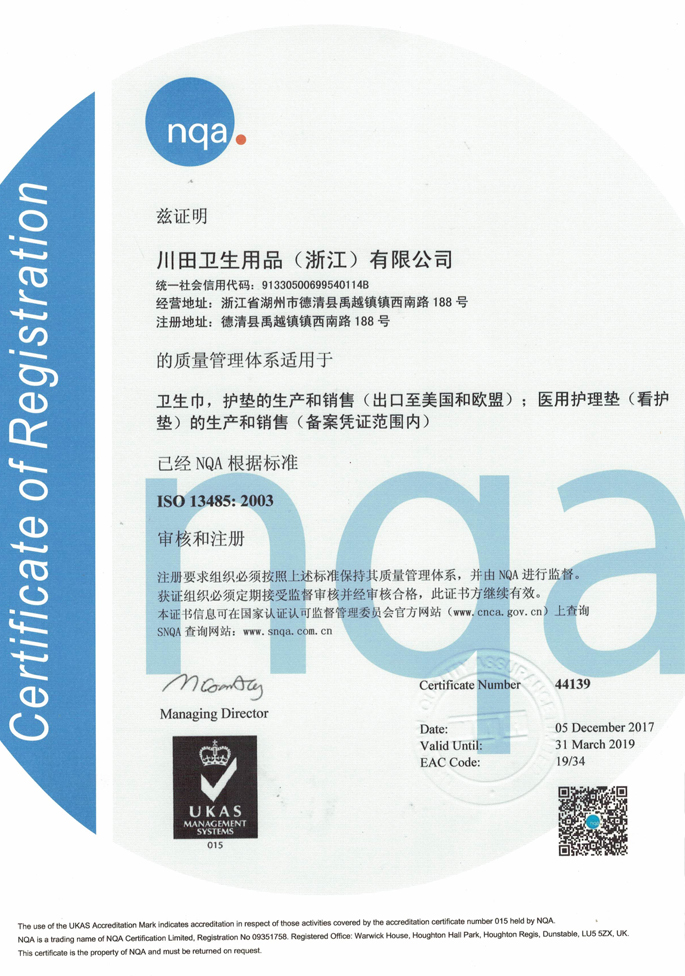 Certificate of Registration
nqa.
兹证明
川田卫生用品（浙江）有限公司
统一社会信用代码：91330500699540114B
经营地址：浙江省湖州市德清县禹越镇镇西南路 188 号
注册地址：德清县禹越镇镇西南路 188 号
的质量管理体系适用于
卫生巾，护垫的生产和销售（出口至美国和欧盟）；医用护理垫（看护
垫）的生产和销售（备案凭证范围内）
已经 NQA 根据标准
ISO 13485: 2003
审核和注册
nqa
注册要求组织必须按照上述标准保持其质量管理体系，并由 NQA 进行监督。
获证组织必须定期接受监督审核并经审核合格，此证书方继续有效。
本证书信息可在国家认证认可监督管理委员会官方网站（www.cnca.gov.cn）上查询
SNQA 查询网站：www.snqa.com.cn
Managing Director
Certificate Number 44139
Date: 05 December 2017
Valid Until: 31 March 2019
EAC Code: 19/34
UKAS
MANAGEMENT
SYSTEMS
015
nqa
The use of the UKAS Accreditation Mark indicates accreditation in respect of those activities covered by the accreditation certificate number 015 held by NQA.
NQA is a trading name of NQA Certification Limited, Registration No 09351758. Registered Office: Warwick House, Houghton Hall Park, Houghton Regis, Dunstable, LU5 5ZX, UK.
This certificate is the property of NQA and must be returned on request.